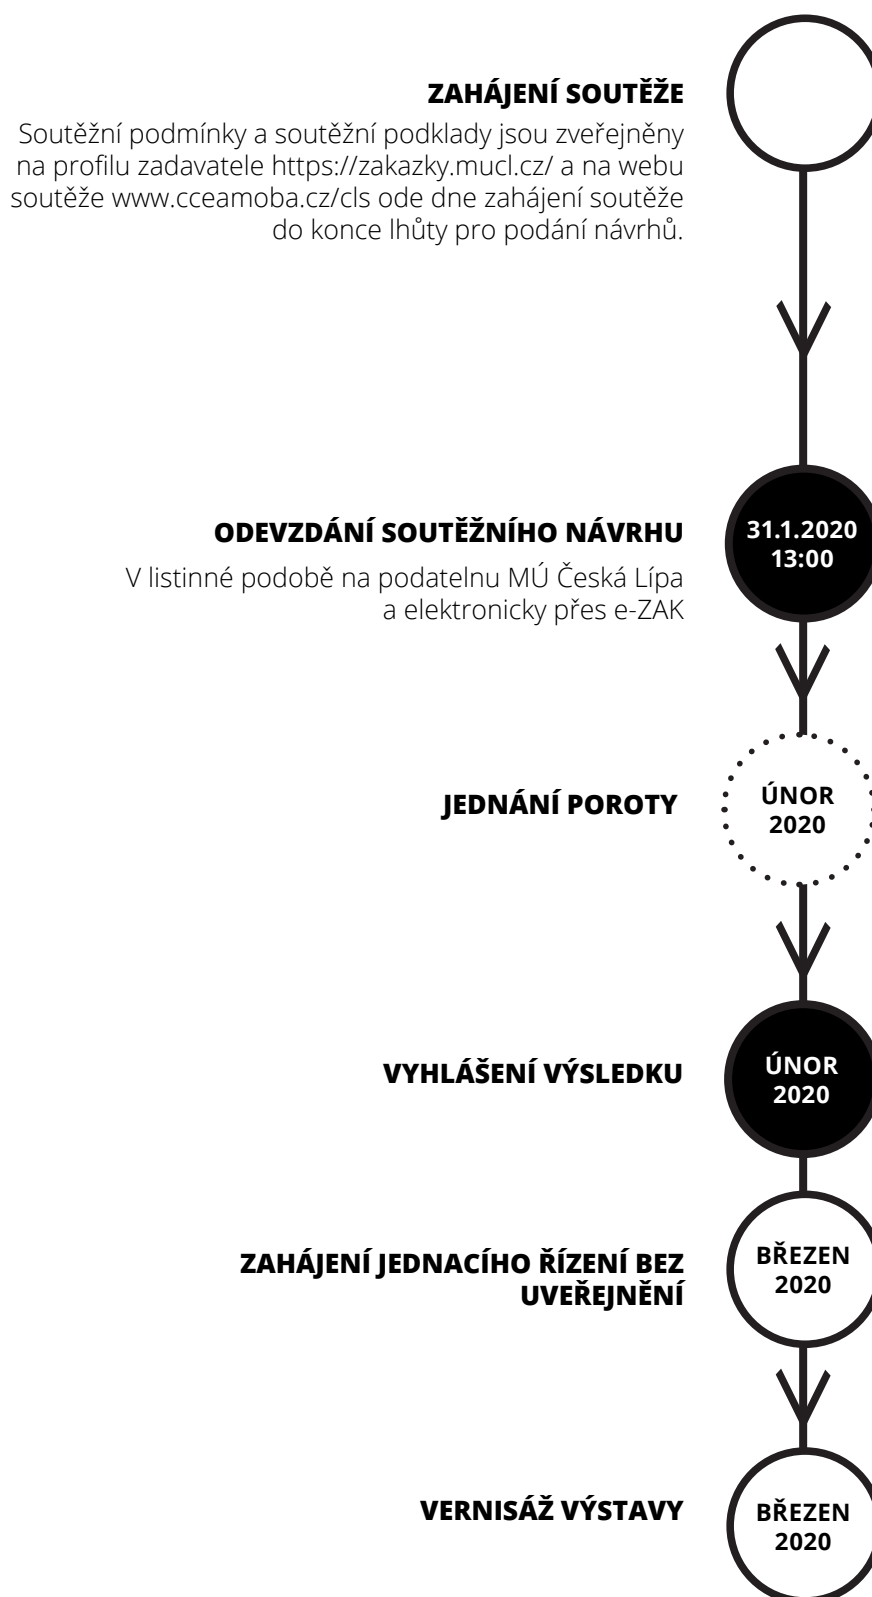 ZAHÁJENÍ SOUTĚŽE
Soutěžní podmínky a soutěžní podklady jsou zveřejněny
na profilu zadavatele https://zakazky.mucl.cz/ a na webu
soutěže www.cceamoba.cz/cls ode dne zahájení soutěže
do konce lhůty pro podání návrhů.
ODEVZDÁNÍ SOUTĚŽNÍHO NÁVRHU
31.1.2020
13:00
V listinné podobě na podatelnu MÚ Česká Lípa
a elektronicky přes e-ZAK
JEDNÁNÍ POROTY
ÚNOR
2020
VYHLÁŠENÍ VÝSLEDKU
ÚNOR
2020
ZAHÁJENÍ JEDNACÍHO ŘÍZENÍ BEZ
UVEŘEJNĚNÍ
BŘEZEN
2020
VERNISÁŽ VÝSTAVY
BŘEZEN
2020